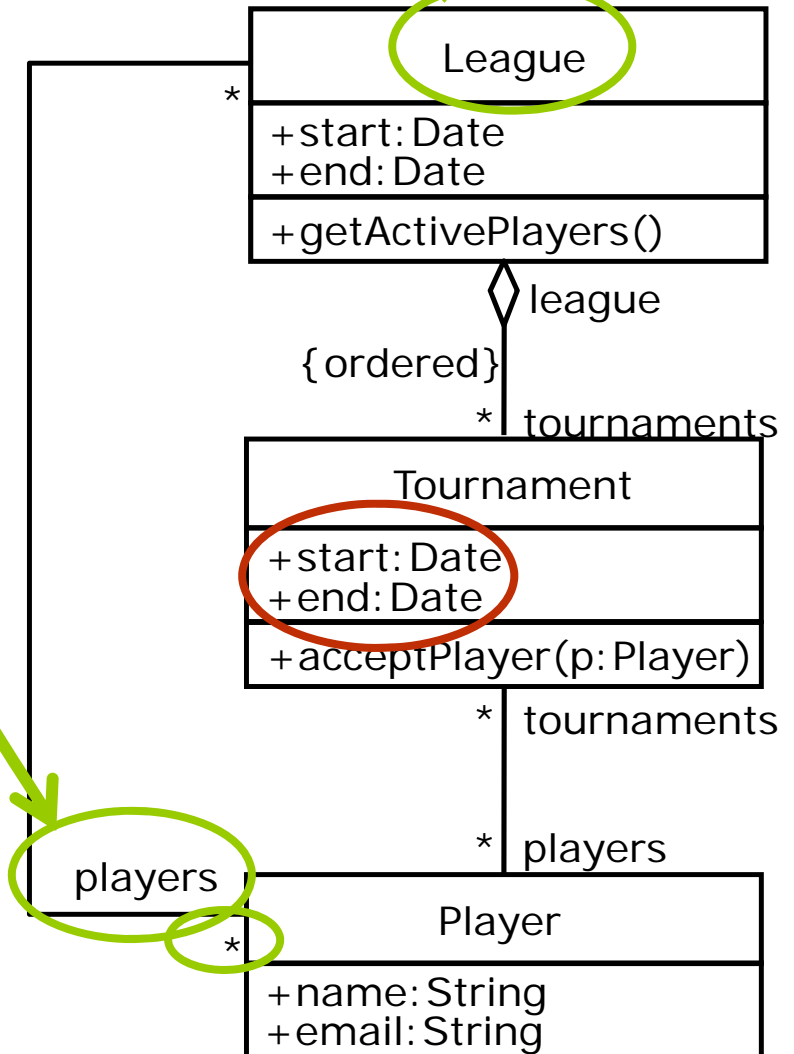 League
*
+start:Date
+end:Date
+getActivePlayers()
league
{ordered}
* tournaments
Tournament
+start:Date
+end:Date
+acceptPlayer(p:Player)
* tournaments
* players
players
Player
*
+name:String
+email:String